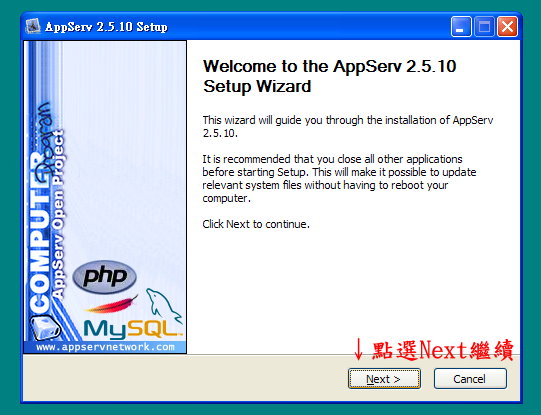 AppServ 2.5.10 Setup
Welcome to the AppServ 2.5.10
Setup Wizard
This wizard will guide you through the installation of AppServ
2.5.10.
It is recommended that you close all other applications
before starting Setup. This will make it possible to update
relevant system files without having to reboot your
computer.
Click Next to continue.
COMPUTER
Program
AppServ Open Project
php
MySQL
www.appservnetwork.com
↓點選Next繼續
Next >
Cancel